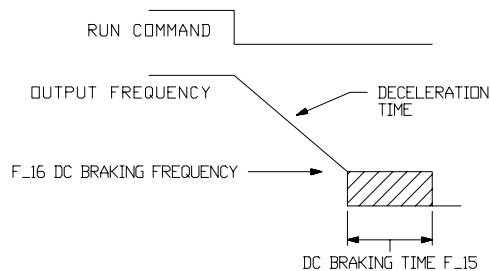 RUN COMMAND
OUTPUT FREQUENCY
DECELERATION
TIME
F_16 DC BRAKING FREQUENCY
DC BRAKING TIME F_15